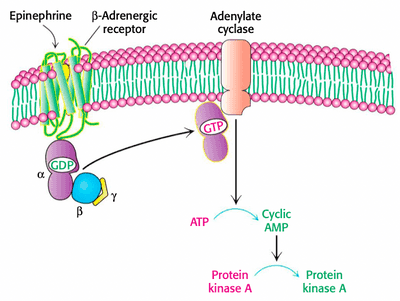 Epinephrine
β-Adrenergic
receptor
Adenylate
cyclase
GDP
GTP
α
β
γ
ATP
Cyclic
AMP
Protein
kinase A
Protein
kinase A